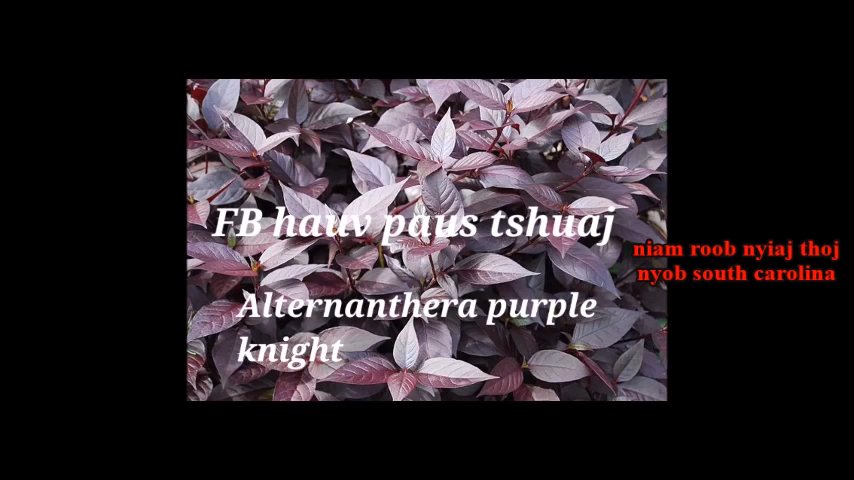 FB hauv paus tshuaj
niam roob nyiaj thoj
nyob south carolina
Alternanthera purple
knight